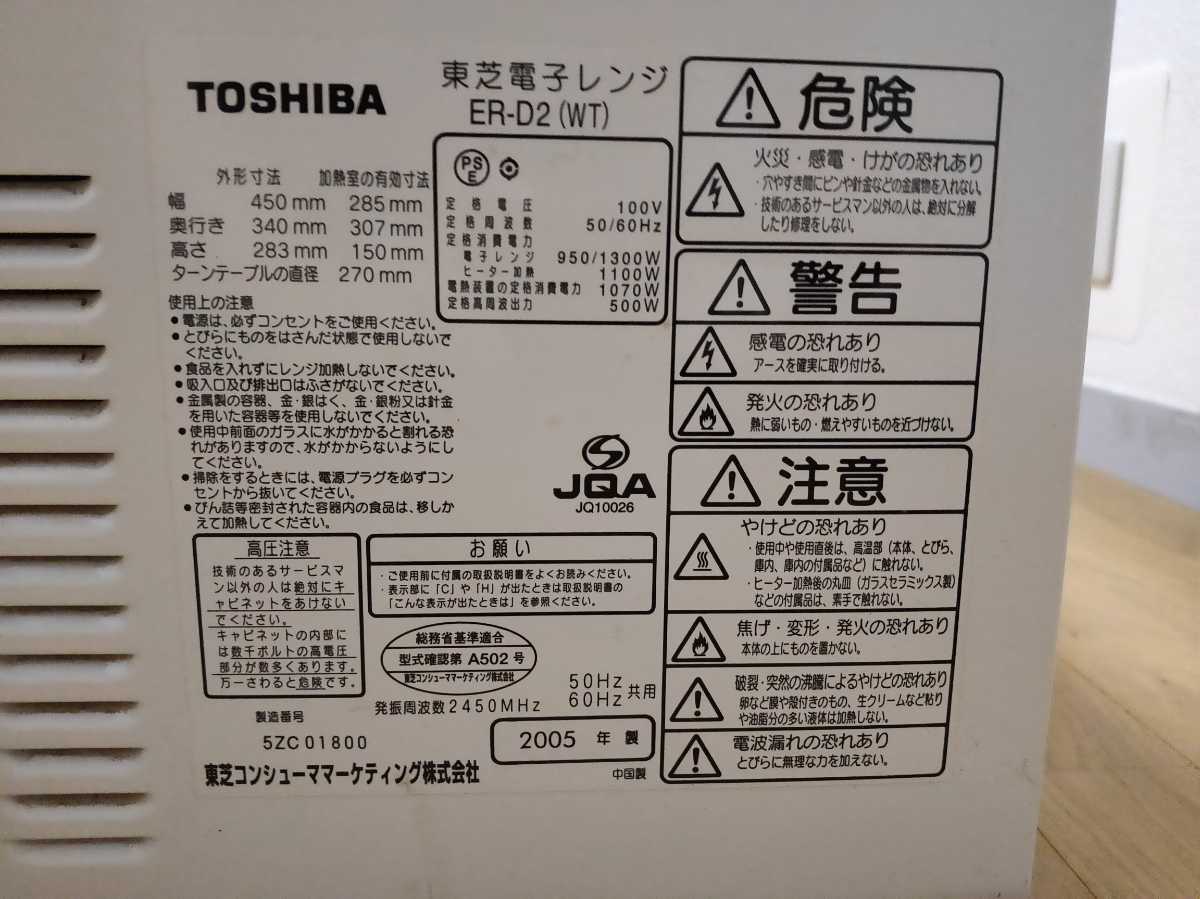 TOSHIBA
東芝電子レンジ
ER-D2(WT)
外形寸法 加熱室の有効寸法
幅 450mm 285mm
奥行き 340mm 307mm
高さ 283mm 150mm
ターンテーブルの直径 270mm
PS
E
定格電圧 100V
定格周波数 50/60Hz
定格消費電力
電子レンジ 950/1300W
ヒーター加熱 1100W
電熱装置の定格消費電力 1070W
定格高周波出力 500W
使用上の注意
●電源は、必ずコンセントをご使用ください。
●とびらにものをはさんだ状態で使用しないで
ください。
●食品を入れずにレンジ加熱しないでください。
●吸入口及び排出口はふさがないでください。
●金属製の容器、金・銀はく、金・銀粉又は針金
を用いた容器等を使用しないでください。
●使用中前面のガラスに水がかかると割れる恐
れがありますので、水がかからないようにし
てください。
●掃除をするときには、電源プラグを必ずコン
セントから抜いてください。
●びん詰等密封された容器内の食品は、移しか
えて加熱してください。
JQA
JQ10026
高圧注意
技術のあるサービスマ
ン以外の人は絶対にキ
ャビネットをあけない
でください。
キャビネットの内部に
は数千ボルトの高電圧
部分が数多くあります。
万一さわると危険です。
お願い
・ご使用前に付属の取扱説明書をよくお読みください。
・表示部に「C」や「H」が出たときは取扱説明書の
「こんな表示が出たときは」を参照ください。
総務省基準適合
型式確認第 A502 号
東芝コンシューママーケティング株式会社
発振周波数2450MHz
50Hz
60Hz
共用
製造番号
5ZC01800
2005 年 製
東芝コンシューママーケティング株式会社
中国製
危険
火災・感電・けがの恐れあり
・穴やすき間にピンや針金などの金属物を入れない。
・技術のあるサービスマン以外の人は、絶対に分解
したり修理をしない。
警告
感電の恐れあり
アースを確実に取り付ける。
発火の恐れあり
熱に弱いもの・燃えやすいものを近づけない。
注意
やけどの恐れあり
・使用中や使用直後は、高温部(本体、とびら、
庫内、庫内の付属品など)に触れない。
・ヒーター加熱後の丸皿(ガラスセラミックス製)
などの付属品は、素手で触れない。
焦げ・変形・発火の恐れあり
本体の上にものを置かない。
破裂・突然の沸騰によるやけどの恐れあり
卵など膜や殻付きのもの、生クリームなど粘り
や油脂分の多い液体は加熱しない。
電波漏れの恐れあり
とびらに無理な力を加えない。